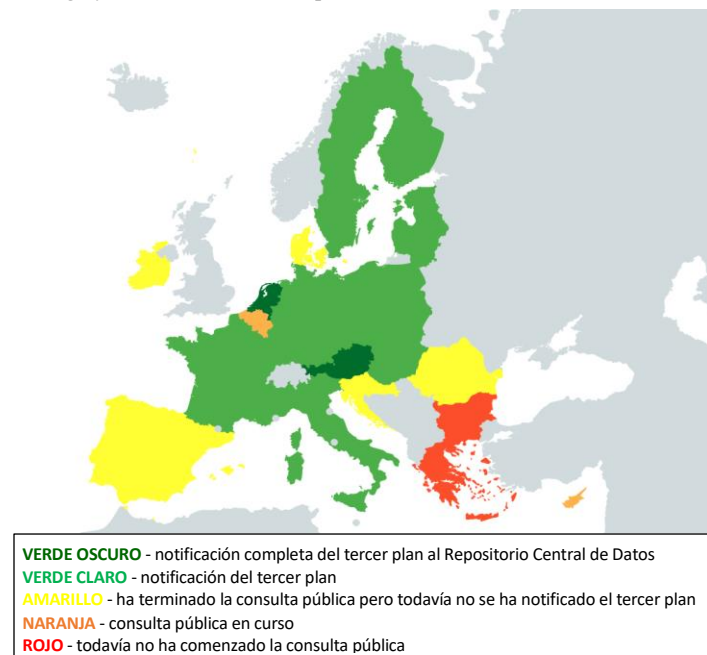 VERDE OSCURO - notificación completa del tercer plan al Repositorio Central de Datos
VERDE CLARO - notificación del tercer plan
AMARILLO - ha terminado la consulta pública pero todavía no se ha notificado el tercer plan
NARANJA - consulta pública en curso
ROJO - todavía no ha comenzado la consulta pública